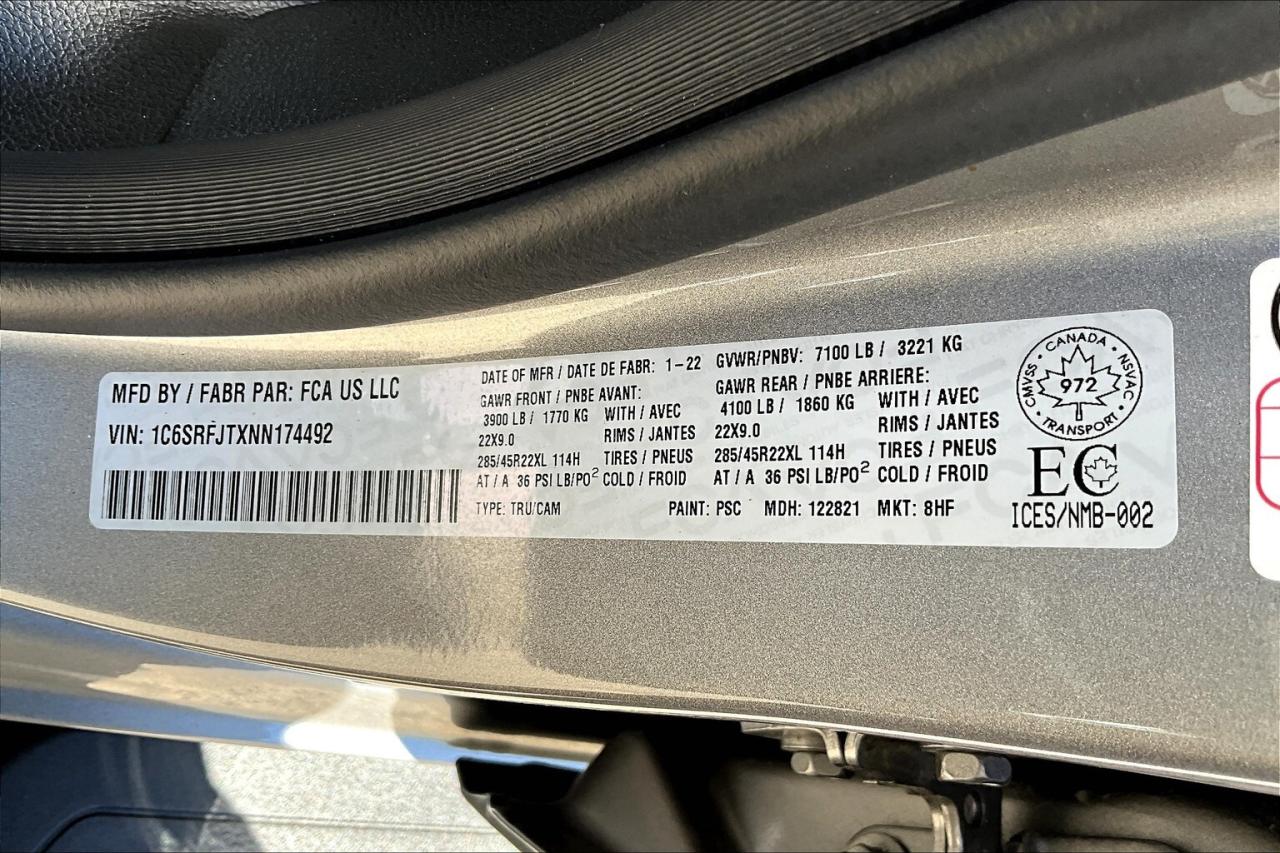 MFD BY / FABR PAR: FCA US LLC
VIN: 1C6SRFJTXNN174492
DATE OF MFR / DATE DE FABR: 1-22
GVWR/PNBV: 7100 LB / 3221 KG
GAWR FRONT / PNBE AVANT:
3900 LB / 1770 KG WITH / AVEC
22X9.0 RIMS / JANTES
285/45R22XL 114H TIRES / PNEUS
AT / A 36 PSI LB/PO² COLD / FROID
GAWR REAR / PNBE ARRIERE:
4100 LB / 1860 KG WITH / AVEC
22X9.0 RIMS / JANTES
285/45R22XL 114H TIRES / PNEUS
AT / A 36 PSI LB/PO² COLD / FROID
TYPE: TRU/CAM PAINT: PSC MDH: 122821 MKT: 8HF
CANADA
CMVSS 972 NSVAC
TRANSPORT
EC
ICES/NMB-002